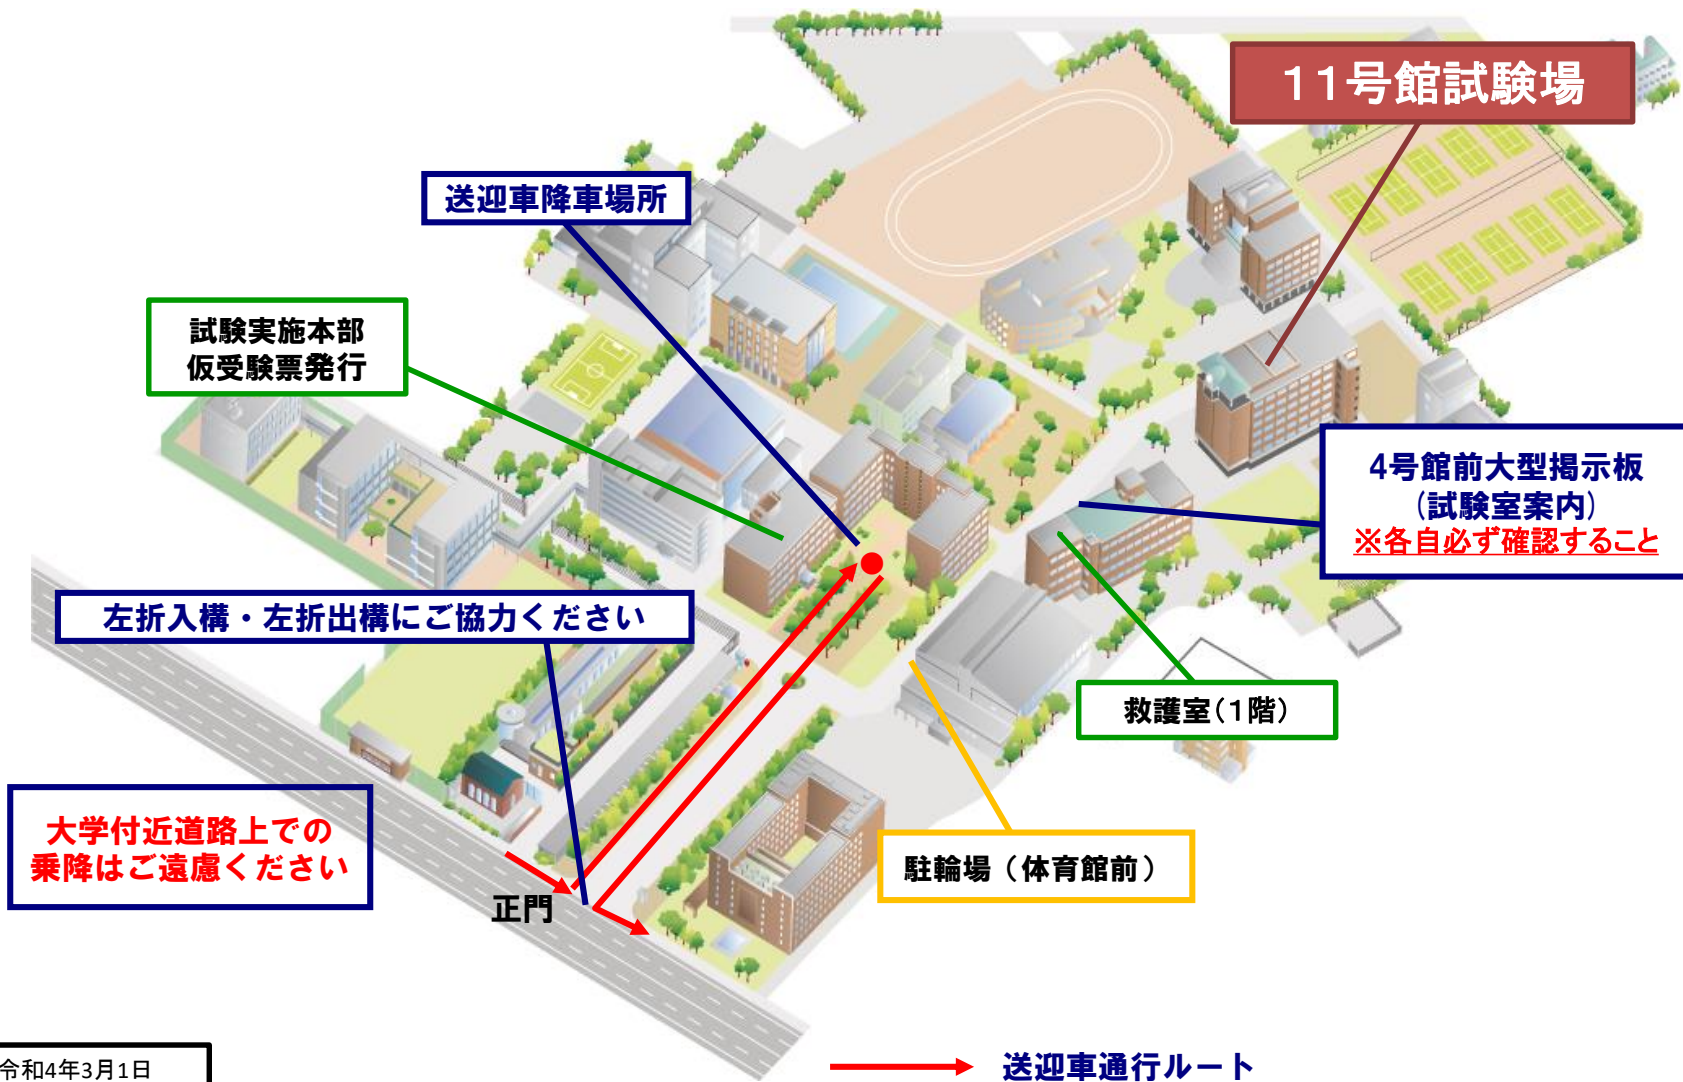 11号館試験場
送迎車降車場所
試験実施本部
仮受験票発行
4号館前大型掲示板
(試験室案内)
※各自必ず確認すること
左折入構・左折出構にご協力ください
救護室(1階)
大学付近道路上での
乗降はご遠慮ください
駐輪場（体育館前）
正門
令和4年3月1日
送迎車通行ルート